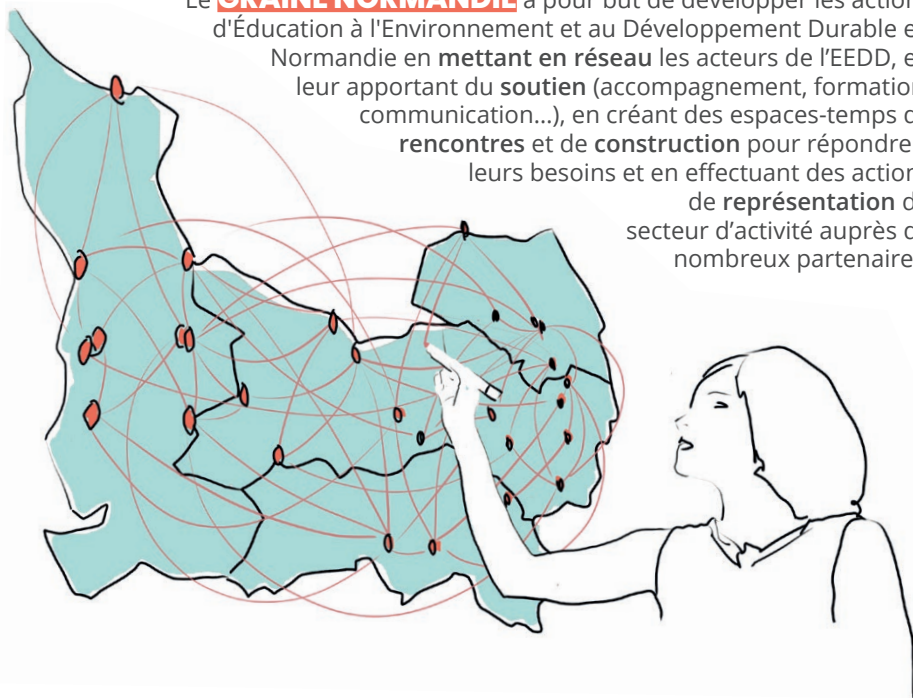 Le GRAINE NORMANDIE a pour but de développer les action
d'Éducation à l'Environnement et au Développement Durable e
Normandie en mettant en réseau les acteurs de l'EEDD, e
leur apportant du soutien (accompagnement, formation
communication...), en créant des espaces-temps d
rencontres et de construction pour répondre
leurs besoins et en effectuant des action
de représentation d
secteur d'activité auprès d
nombreux partenaire